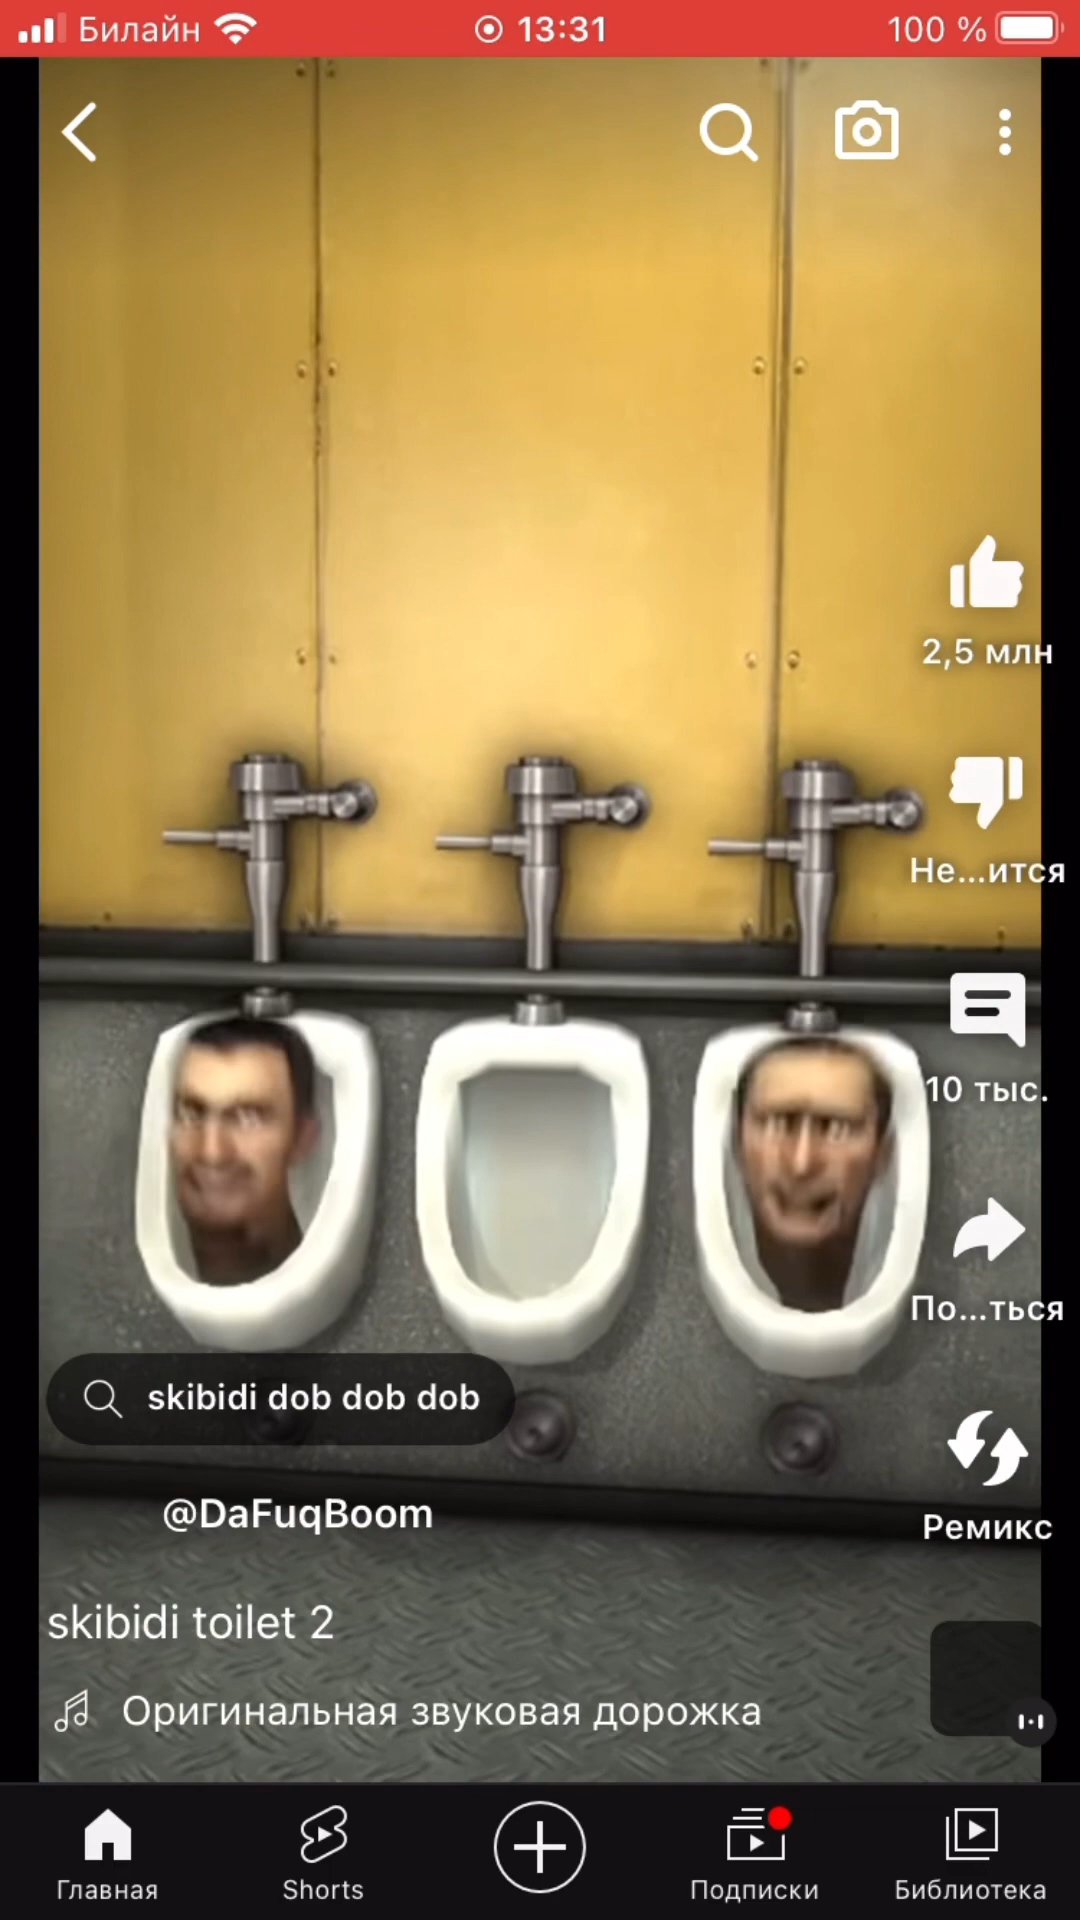 Билайн 13:31 100 %
2,5 млн
Не...ится
10 тыс.
По...ться
skibidi dob dob dob
@DaFuqBoom
Ремикс
skibidi toilet 2
Оригинальная звуковая дорожка
Главная Shorts Подписки Библиотека